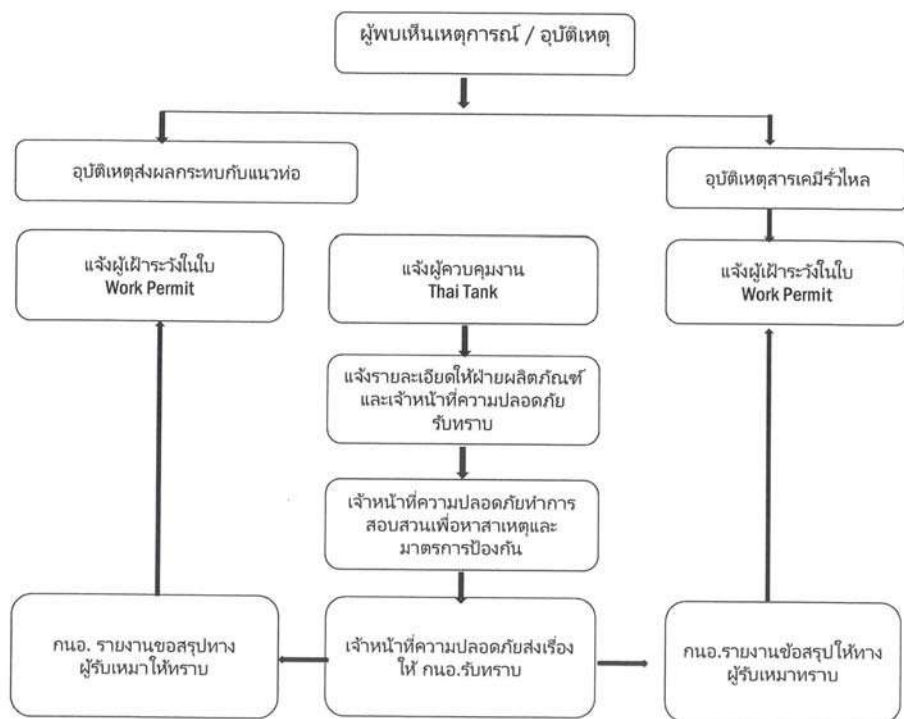 ผู้พบเห็นเหตุการณ์ / อุบัติเหตุ
อุบัติเหตุส่งผลกระทบกับแนวท่อ
อุบัติเหตุสารเคมีรั่วไหล
แจ้งผู้เฝ้าระวังในใบ
Work Permit
แจ้งผู้ควบคุมงาน
Thai Tank
แจ้งผู้เฝ้าระวังในใบ
Work Permit
แจ้งรายละเอียดให้ฝ่ายผลิตภัณฑ์
และเจ้าหน้าที่ความปลอดภัย
รับทราบ
เจ้าหน้าที่ความปลอดภัยทำการ
สอบสวนเพื่อหาสาเหตุและ
มาตรการป้องกัน
กนอ. รายงานขอสรุปทาง
ผู้รับเหมาให้ทราบ
เจ้าหน้าที่ความปลอดภัยส่งเรื่อง
ให้ กนอ.รับทราบ
กนอ.รายงานข้อสรุปให้ทาง
ผู้รับเหมาทราบ